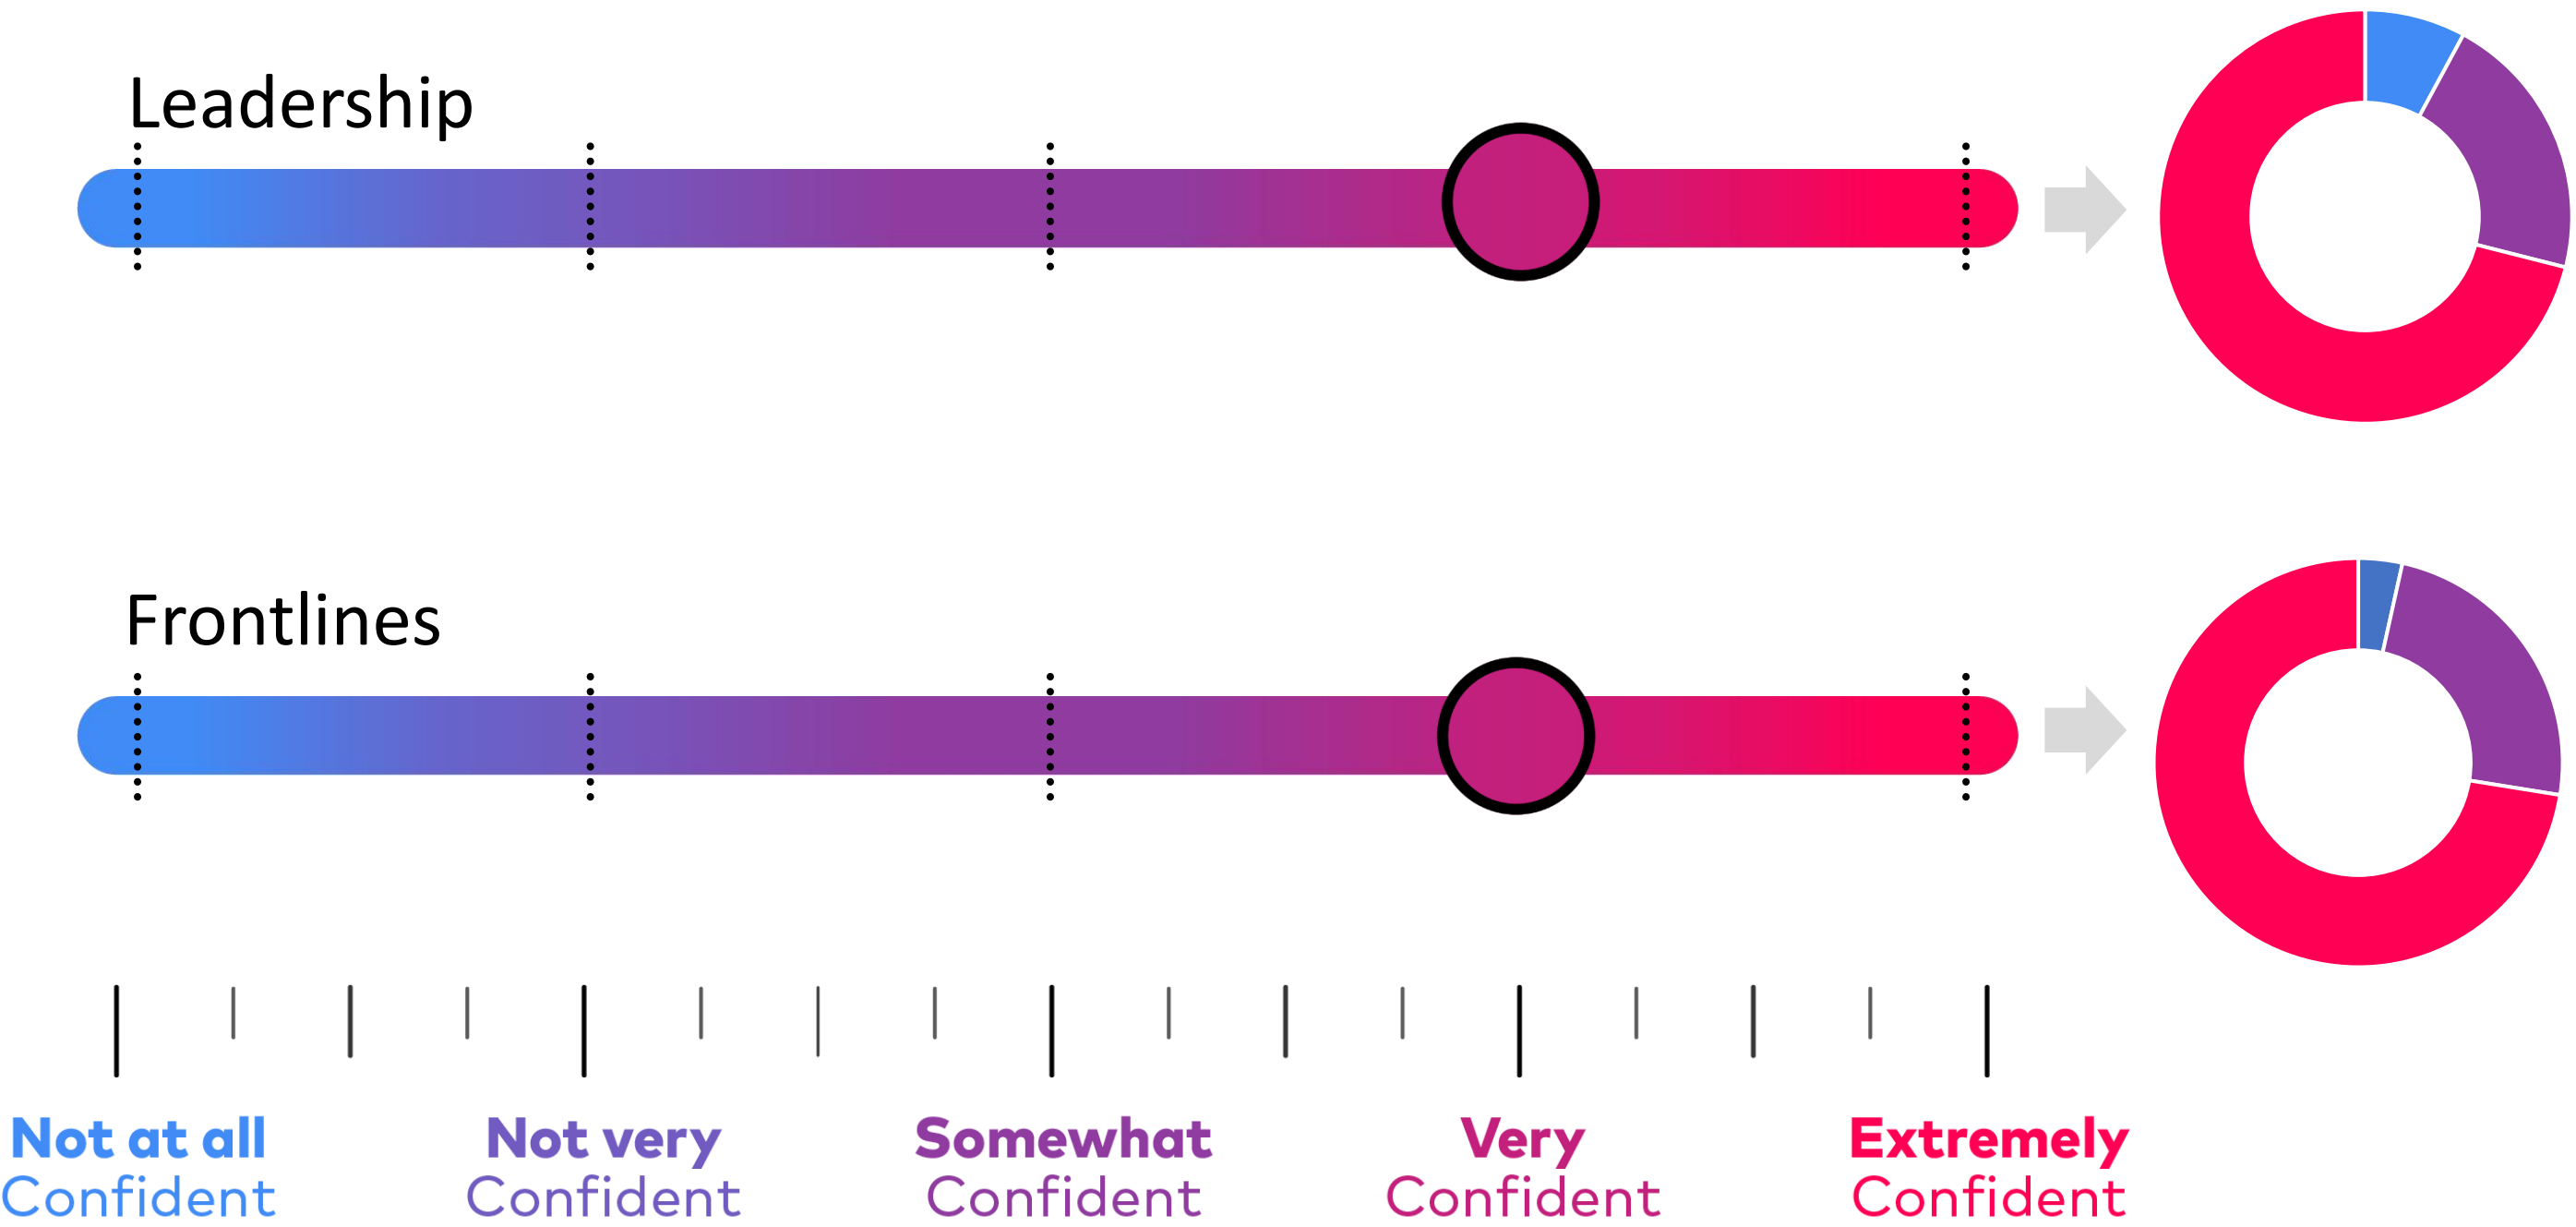 Leadership
Frontlines
Not at all Not very Somewhat Very Extremely
Confident Confident Confident Confident Confident